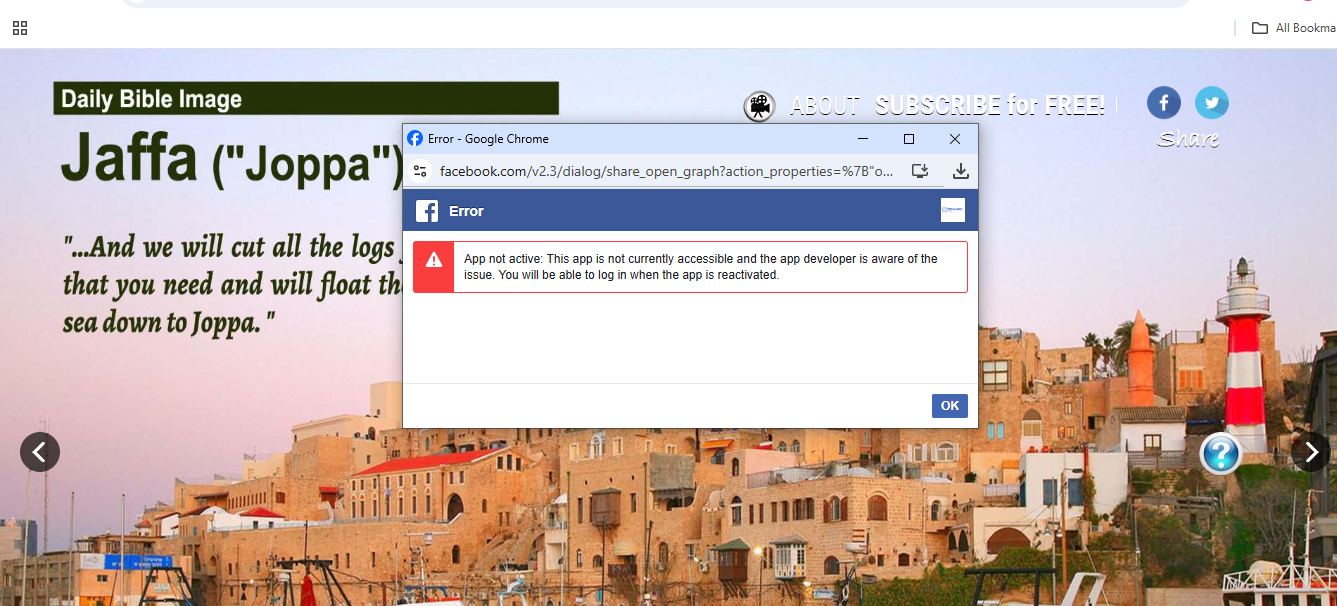 All Bookma
Daily Bible Image
Jaffa ("Joppa")
ABOUT SUBSCRIBE for FREE!
Share
"...And we will cut all the logs
that you need and will float th
sea down to Joppa. "
Error - Google Chrome
facebook.com/v2.3/dialog/share_open_graph?action_properties=%7B"o...
Error
App not active: This app is not currently accessible and the app developer is aware of the
issue. You will be able to log in when the app is reactivated.
OK